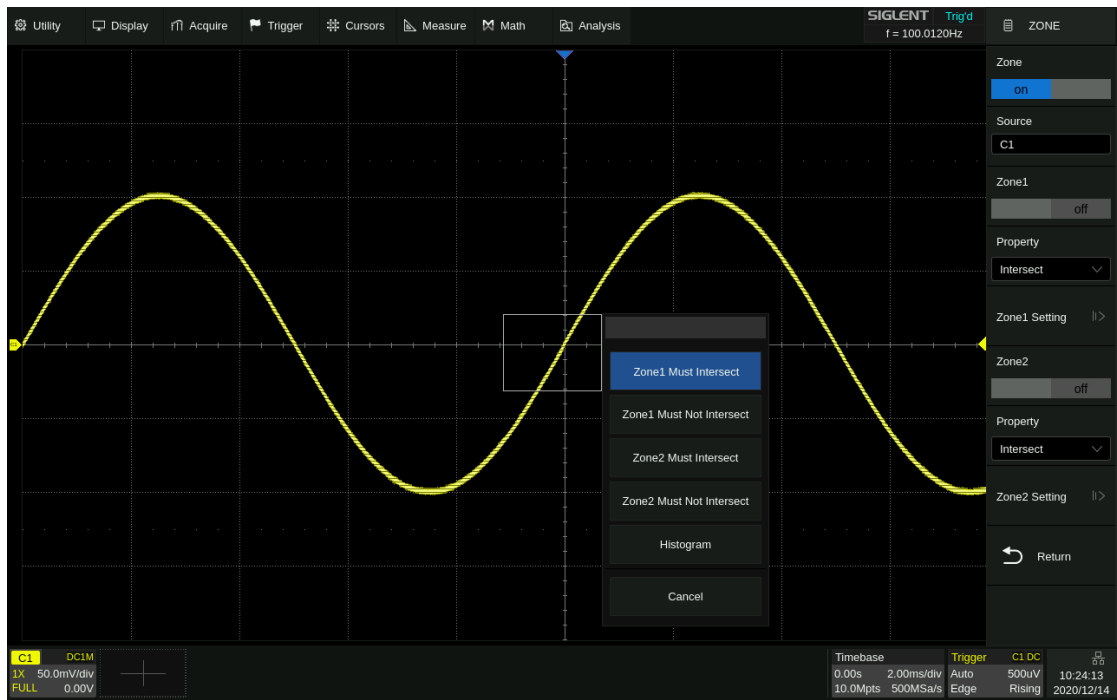 Utility Display Acquire Trigger Cursors Measure Math Analysis
SIGLENT Trig'd
f = 100.0120Hz
ZONE
Zone
on
Source
C1
Zone1
off
Property
Intersect
Zone1 Setting
Zone2
off
Property
Intersect
Zone2 Setting
Return
Zone1 Must Intersect
Zone1 Must Not Intersect
Zone2 Must Intersect
Zone2 Must Not Intersect
Histogram
Cancel
C1 DC1M
1X 50.0mV/div
FULL 0.00V
Timebase
0.00s 2.00ms/div
10.0Mpts 500MSa/s
Trigger C1 DC
Auto 500uV
Edge Rising
10:24:13
2020/12/14